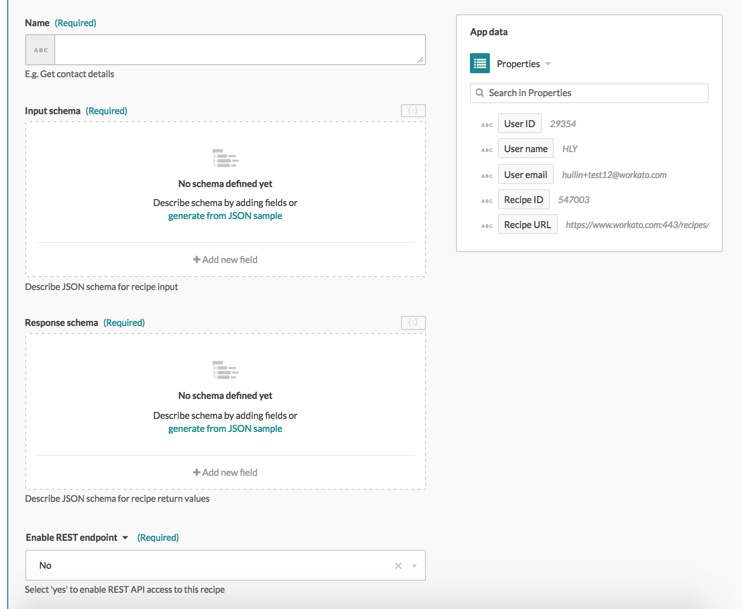 Name (Required)
ABC
E.g. Get contact details
Input schema (Required)
{:}
No schema defined yet
Describe schema by adding fields or
generate from JSON sample
+ Add new field
Describe JSON schema for recipe input
Response schema (Required)
{:}
No schema defined yet
Describe schema by adding fields or
generate from JSON sample
+ Add new field
Describe JSON schema for recipe return values
Enable REST endpoint (Required)
No
Select 'yes' to enable REST API access to this recipe
App data
Properties
Search in Properties
ABC User ID 29354
ABC User name HLY
ABC User email huilin+test12@workato.com
ABC Recipe ID 547003
ABC Recipe URL https://www.workato.com:443/recipes/